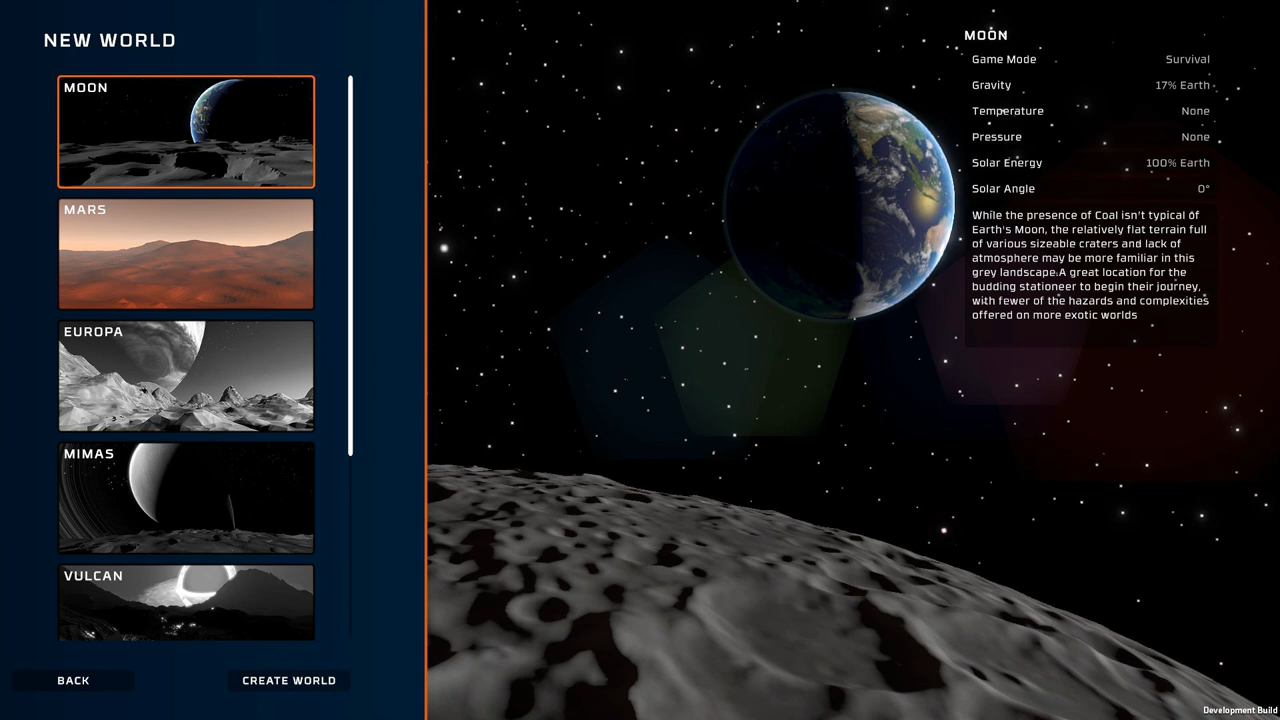 NEW WORLD
MOON
MARS
EUROPA
MIMAS
VULCAN
BACK
CREATE WORLD
MOON
Game Mode Survival
Gravity 17% Earth
Temperature None
Pressure None
Solar Energy 100% Earth
Solar Angle 0°
While the presence of Coal isn't typical of
Earth's Moon, the relatively flat terrain full
of various sizeable craters and lack of
atmosphere may be more familiar in this
grey landscape.A great location for the
budding stationeer to begin their journey,
with fewer of the hazards and complexities
offered on more exotic worlds
Development Build